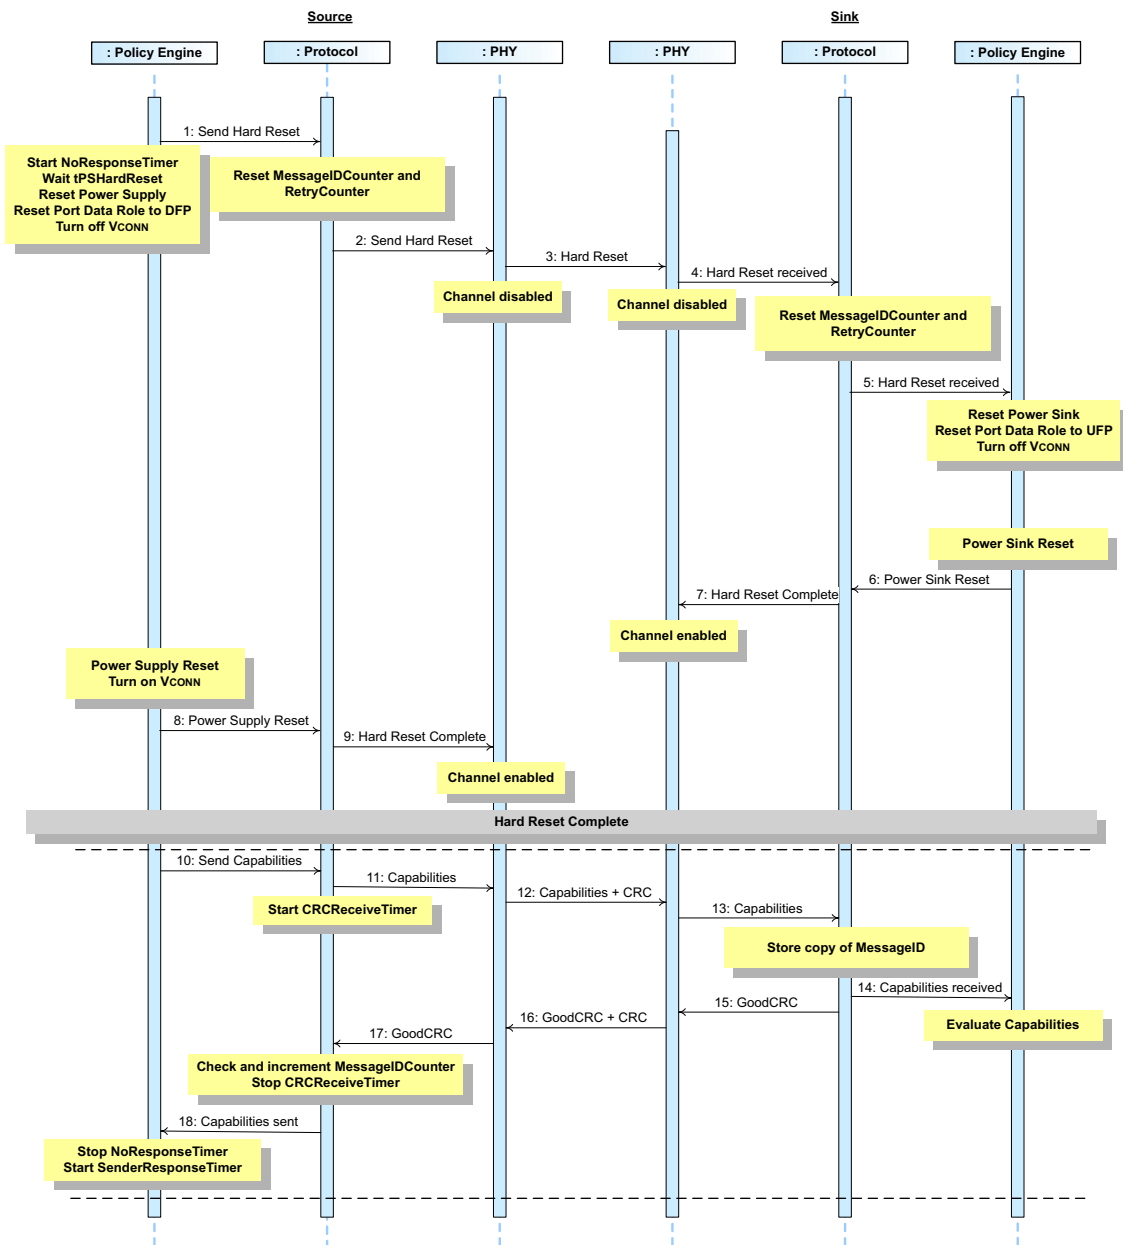 Source
Sink
: Policy Engine
: Protocol
: PHY
: PHY
: Protocol
: Policy Engine
1: Send Hard Reset
Start NoResponseTimer
Wait tPSHardReset
Reset Power Supply
Reset Port Data Role to DFP
Turn off VCONN
Reset MessageIDCounter and
RetryCounter
2: Send Hard Reset
3: Hard Reset
4: Hard Reset received
Channel disabled
Channel disabled
Reset MessageIDCounter and
RetryCounter
5: Hard Reset received
Reset Power Sink
Reset Port Data Role to UFP
Turn off VCONN
Power Sink Reset
6: Power Sink Reset
7: Hard Reset Complete
Channel enabled
Power Supply Reset
Turn on VCONN
8: Power Supply Reset
9: Hard Reset Complete
Channel enabled
Hard Reset Complete
10: Send Capabilities
11: Capabilities
12: Capabilities + CRC
Start CRCReceiveTimer
13: Capabilities
Store copy of MessageID
14: Capabilities received
15: GoodCRC
16: GoodCRC + CRC
Evaluate Capabilities
17: GoodCRC
Check and increment MessageIDCounter
Stop CRCReceiveTimer
18: Capabilities sent
Stop NoResponseTimer
Start SenderResponseTimer